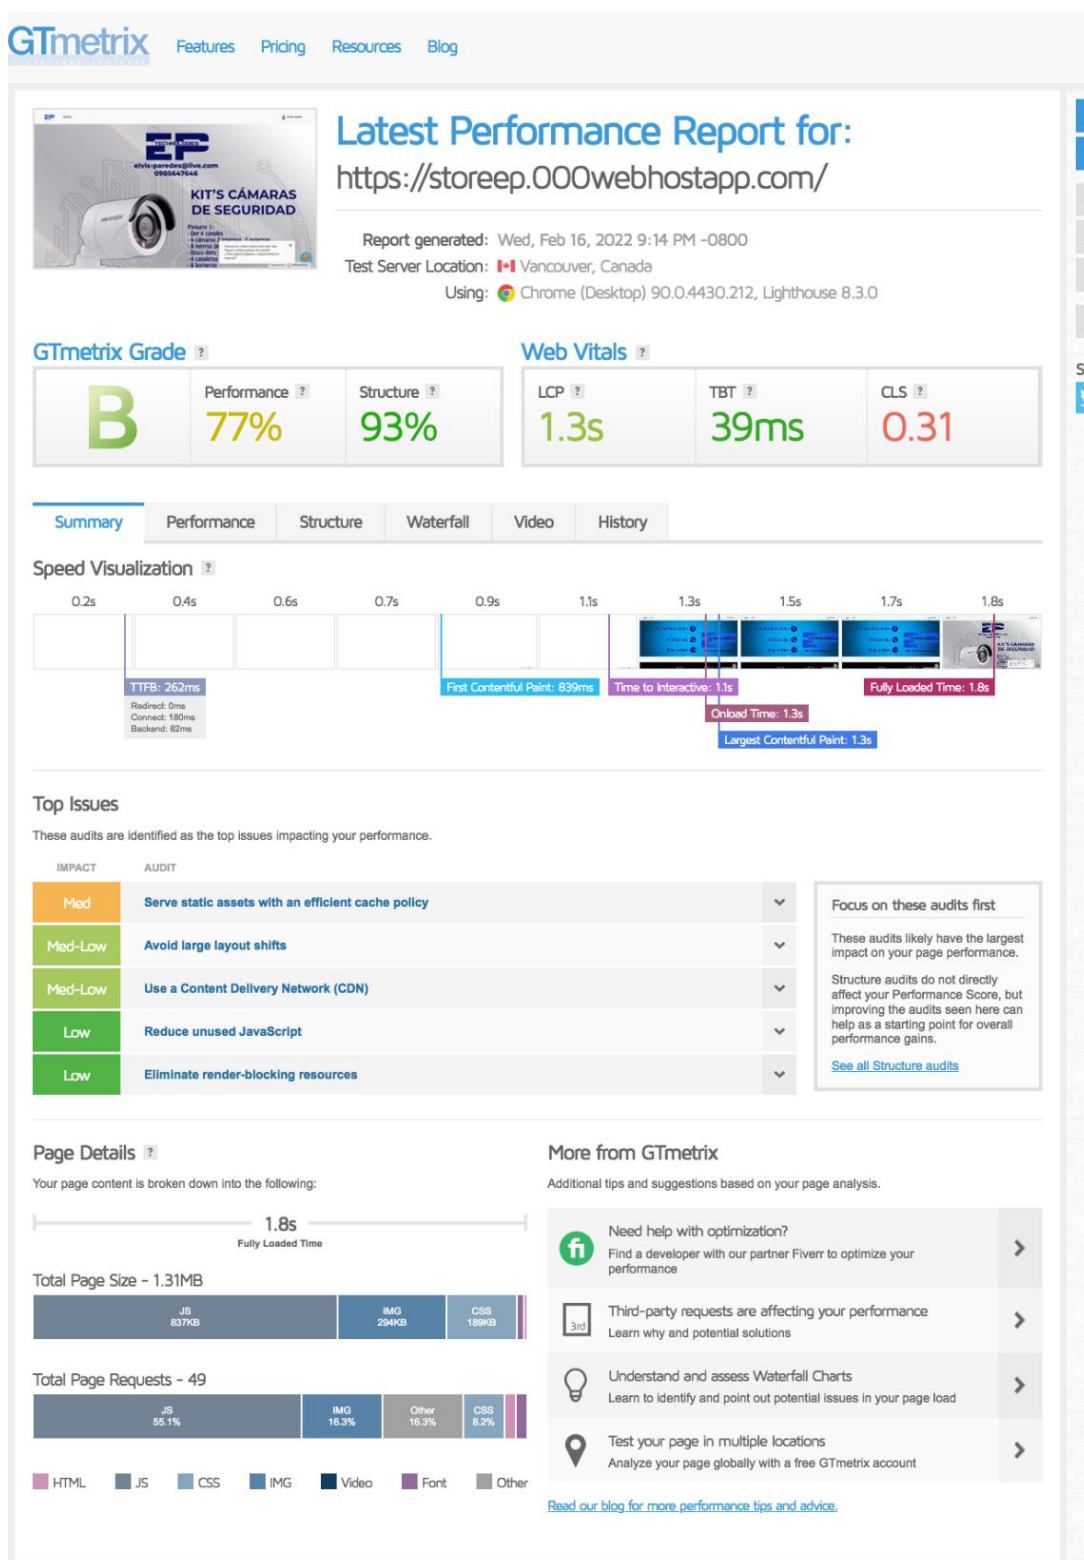 GTmetrix Features Pricing Resources Blog
EP
TECHNOLOGIES
elvis-paredes@live.com
0985647646
KIT'S CÁMARAS
DE SEGURIDAD
Latest Performance Report for:
https://storeep.000webhostapp.com/
Report generated: Wed, Feb 16, 2022 9:14 PM -0800
Test Server Location: Vancouver, Canada
Using: Chrome (Desktop) 90.0.4430.212, Lighthouse 8.3.0
GTmetrix Grade ?
B
Performance ?
77%
Structure ?
93%
Web Vitals ?
LCP ?
1.3s
TBT ?
39ms
CLS ?
0.31
Summary Performance Structure Waterfall Video History
Speed Visualization ?
0.2s 0.4s 0.6s 0.7s 0.9s 1.1s 1.3s 1.5s 1.7s 1.8s
TTFB: 262ms
Redirect: 0ms
Connect: 180ms
Backend: 82ms
First Contentful Paint: 839ms
Time to Interactive: 1.1s
Fully Loaded Time: 1.8s
Onload Time: 1.3s
Largest Contentful Paint: 1.3s
Top Issues
These audits are identified as the top issues impacting your performance.
IMPACT AUDIT
Med Serve static assets with an efficient cache policy
Med-Low Avoid large layout shifts
Med-Low Use a Content Delivery Network (CDN)
Low Reduce unused JavaScript
Low Eliminate render-blocking resources
Focus on these audits first
These audits likely have the largest
impact on your page performance.
Structure audits do not directly
affect your Performance Score, but
improving the audits seen here can
help as a starting point for overall
performance gains.
See all Structure audits
Page Details ?
Your page content is broken down into the following:
1.8s
Fully Loaded Time
Total Page Size - 1.31MB
JS
837KB
IMG
294KB
CSS
189KB
Total Page Requests - 49
JS
55.1%
IMG
16.3%
Other
16.3%
CSS
8.2%
HTML JS CSS IMG Video Font Other
More from GTmetrix
Additional tips and suggestions based on your page analysis.
Need help with optimization?
Find a developer with our partner Fiverr to optimize your
performance
3rd
Third-party requests are affecting your performance
Learn why and potential solutions
Understand and assess Waterfall Charts
Learn to identify and point out potential issues in your page load
Test your page in multiple locations
Analyze your page globally with a free GTmetrix account
Read our blog for more performance tips and advice.